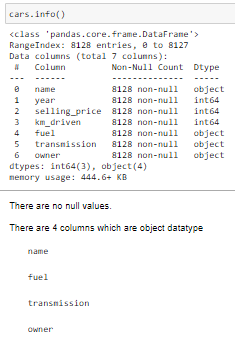 cars.info()
<class 'pandas.core.frame.DataFrame'>
RangeIndex: 8128 entries, 0 to 8127
Data columns (total 7 columns):
 #   Column         Non-Null Count  Dtype
---  ------         --------------  -----
 0   name           8128 non-null   object
 1   year           8128 non-null   int64
 2   selling_price  8128 non-null   int64
 3   km_driven      8128 non-null   int64
 4   fuel           8128 non-null   object
 5   transmission   8128 non-null   object
 6   owner          8128 non-null   object
dtypes: int64(3), object(4)
memory usage: 444.6+ KB
There are no null values.
There are 4 columns which are object datatype
name
fuel
transmission
owner